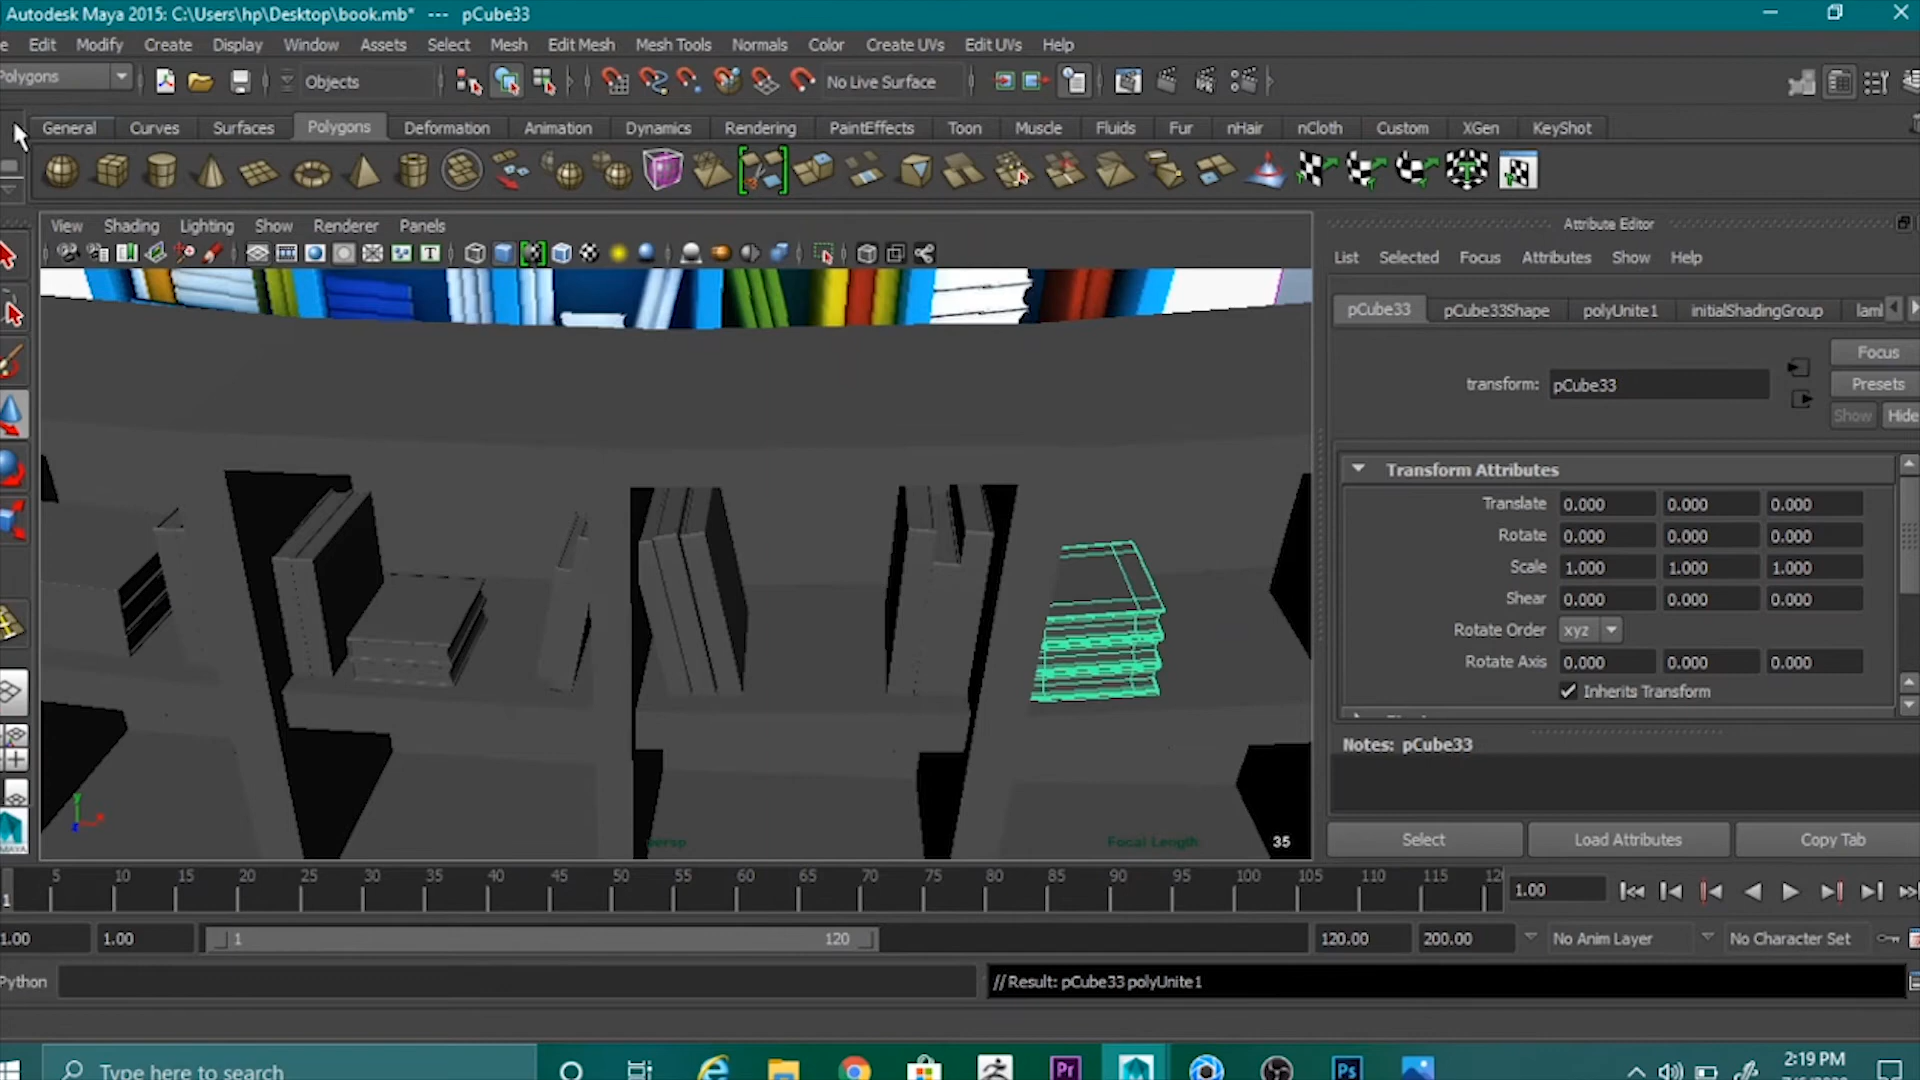 Autodesk Maya 2015: C:\Users\hp\Desktop\book.mb* --- pCube33
Edit Modify Create Display Window Assets Select Mesh Edit Mesh Mesh Tools Normals Color Create UVs Edit UVs Help
Polygons Objects No Live Surface
General Curves Surfaces Polygons Deformation Animation Dynamics Rendering PaintEffects Toon Muscle Fluids Fur nHair nCloth Custom XGen KeyShot
View Shading Lighting Show Renderer Panels
Attribute Editor
List Selected Focus Attributes Show Help
pCube33 pCube33Shape polyUnite1 initialShadingGroup laml
Focus
transform: pCube33
Presets
Show Hide
Transform Attributes
Translate 0.000 0.000 0.000
Rotate 0.000 0.000 0.000
Scale 1.000 1.000 1.000
Shear 0.000 0.000 0.000
Rotate Order xyz
Rotate Axis 0.000 0.000 0.000
Inherits Transform
Notes: pCube33
persp Focal Length 35
Select Load Attributes Copy Tab
5 10 15 20 25 30 35 40 45 50 55 60 65 70 75 80 85 90 95 100 105 110 115 120
1
1.00
1.00 1.00 1 120 120.00 200.00 No Anim Layer No Character Set
Python // Result: pCube33 polyUnite1
Type here to search
Pr
Ps
2:19 PM